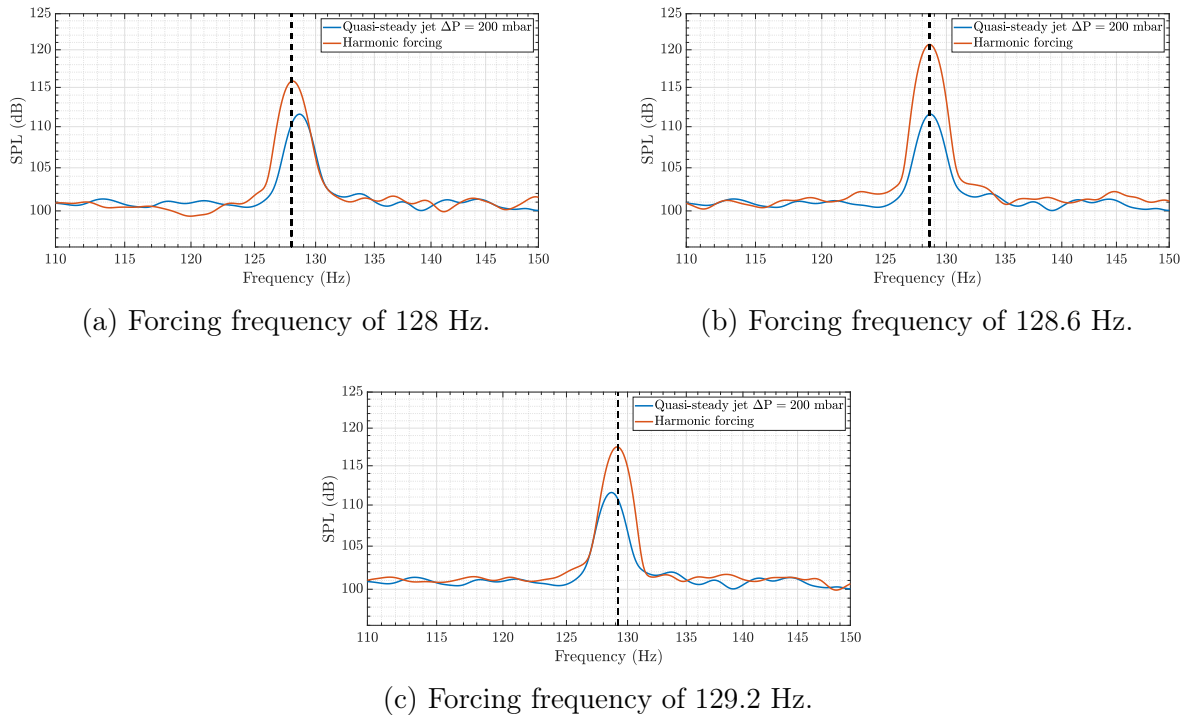 125
120
115
110
105
100
SPL (dB)
Quasi-steady jet ΔP = 200 mbar
Harmonic forcing
110 115 120 125 130 135 140 145 150
Frequency (Hz)
(a) Forcing frequency of 128 Hz.
125
120
115
110
105
100
SPL (dB)
Quasi-steady jet ΔP = 200 mbar
Harmonic forcing
110 115 120 125 130 135 140 145 150
Frequency (Hz)
(b) Forcing frequency of 128.6 Hz.
125
120
115
110
105
100
SPL (dB)
Quasi-steady jet ΔP = 200 mbar
Harmonic forcing
110 115 120 125 130 135 140 145 150
Frequency (Hz)
(c) Forcing frequency of 129.2 Hz.